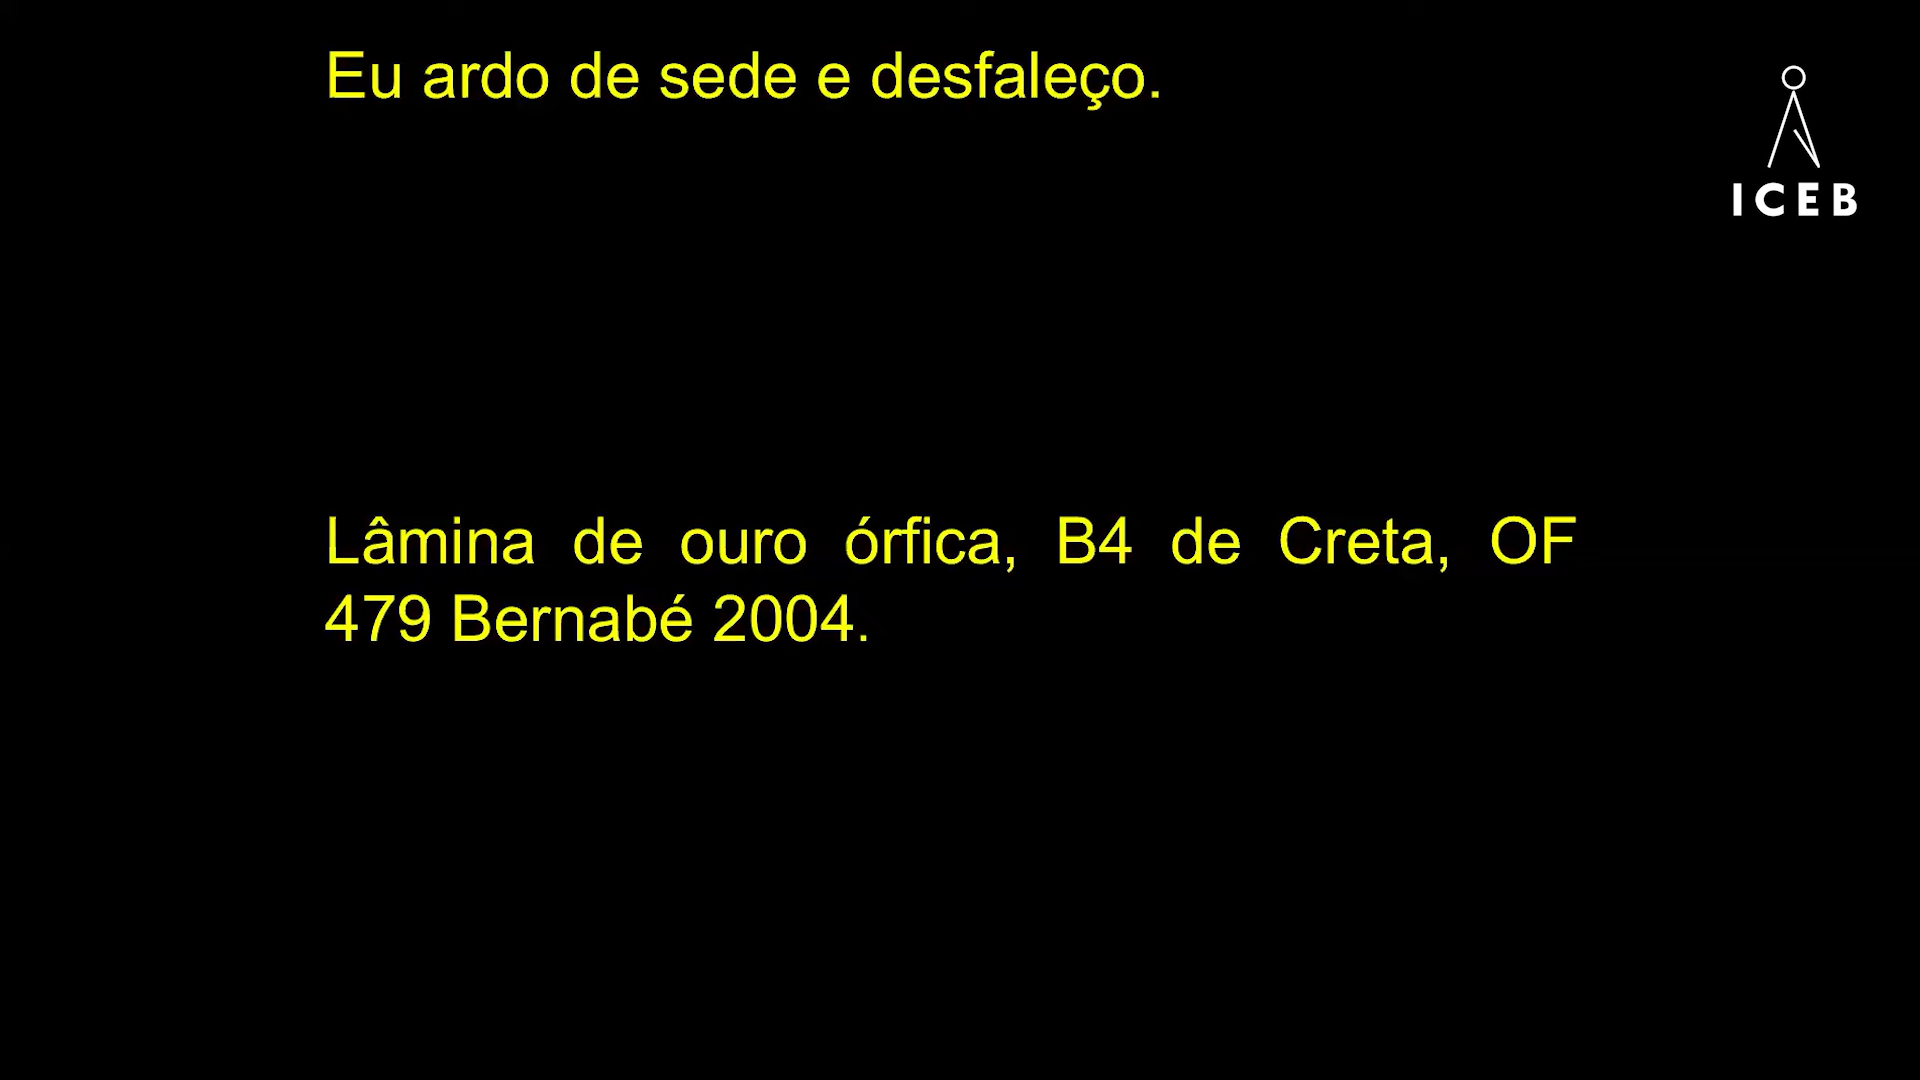 Eu ardo de sede e desfaleço.
ICEB
Lâmina de ouro órfica, B4 de Creta, OF
479 Bernabé 2004.